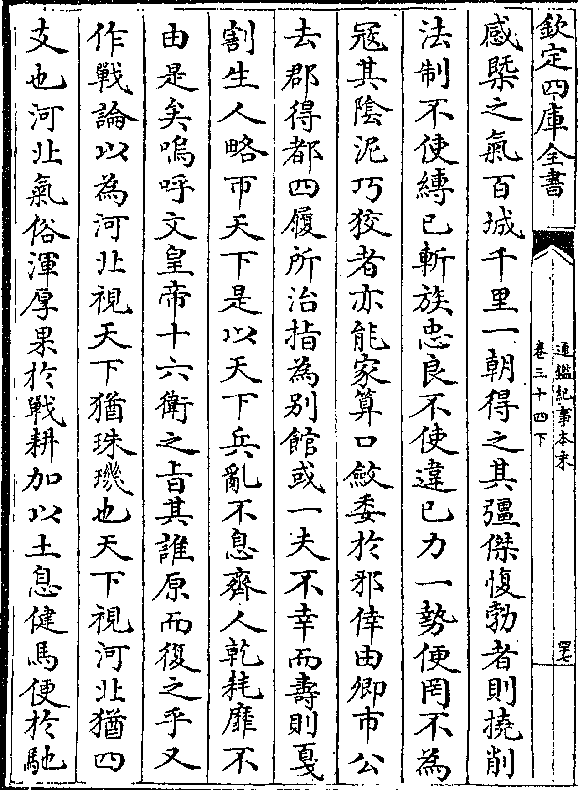 欽定四庫全書
通鑑紀事本末
卷三十四下
罡七
感槩之氣百城千里一朝得之其彊傑愎勃者則撓削
法制不使縳己斬族忠良不使違己力一勢便罔不為
冦其陰泥巧狡者亦能家算口斂委於邪倖由卿市公
去郡得都四履所治指為別館或一夫不幸而壽則戛
割生人略帀天下是以天下兵亂不息齊人乾耗靡不
由是矣嗚呼文皇帝十六衛之㫖其誰原而復之乎又
作戰論以為河北視天下猶珠璣也天下視河北猶四
支也河北氣俗渾厚果於戰耕加以土息健馬便於馳